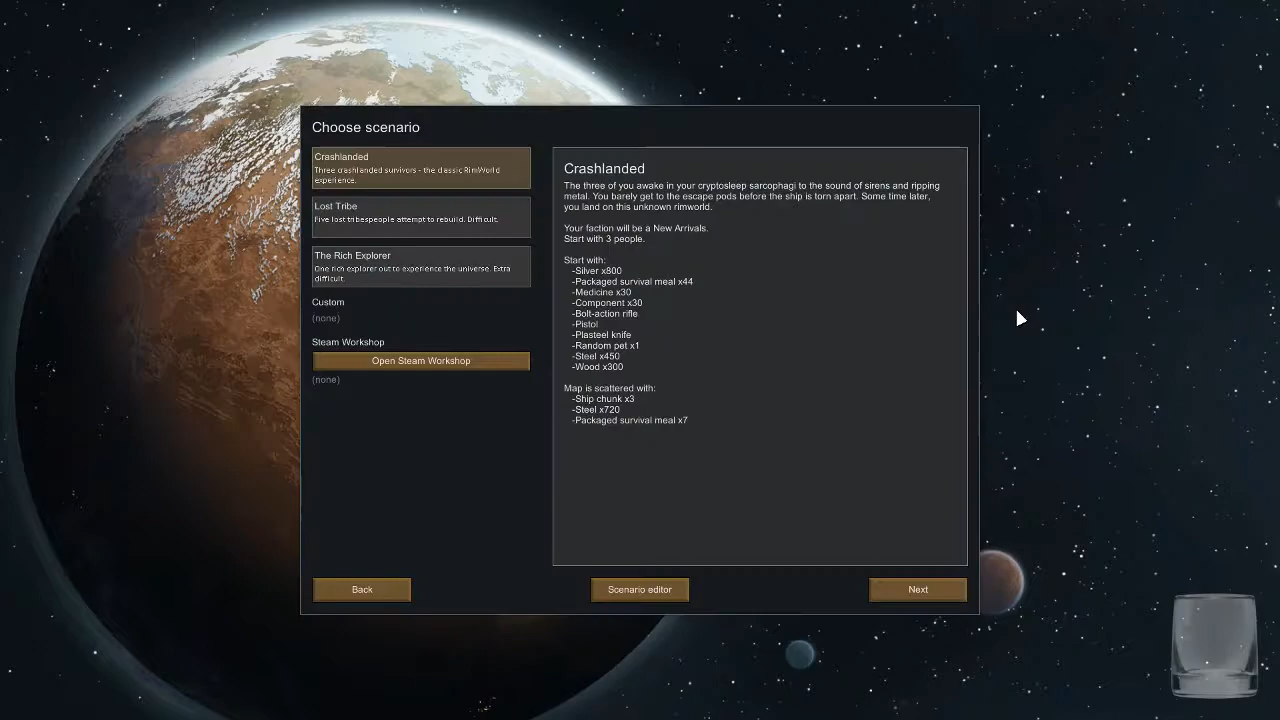 Choose scenario
Crashlanded
Three crashlanded survivors - the classic RimWorld
experience.
Lost Tribe
Five lost tribespeople attempt to rebuild. Difficult.
The Rich Explorer
One rich explorer out to experience the universe. Extra
difficult.
Custom
(none)
Steam Workshop
Open Steam Workshop
(none)
Crashlanded
The three of you awake in your cryptosleep sarcophagi to the sound of sirens and ripping
metal. You barely get to the escape pods before the ship is torn apart. Some time later,
you land on this unknown rimworld.
Your faction will be a New Arrivals.
Start with 3 people.
Start with:
-Silver x800
-Packaged survival meal x44
-Medicine x30
-Component x30
-Bolt-action rifle
-Pistol
-Plasteel knife
-Random pet x1
-Steel x450
-Wood x300
Map is scattered with:
-Ship chunk x3
-Steel x720
-Packaged survival meal x7
Back
Scenario editor
Next